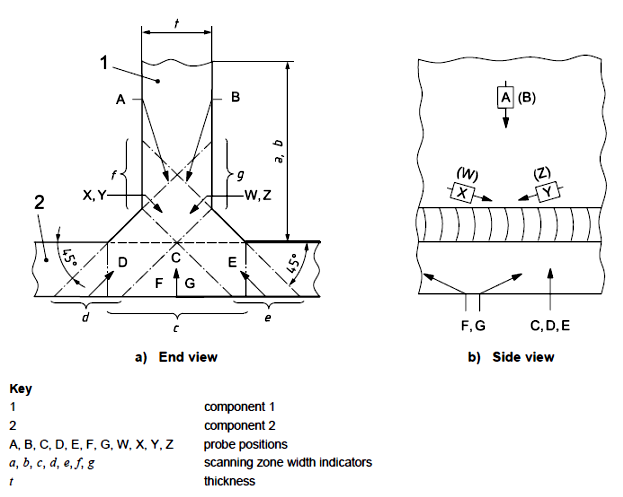 t
1
A
B
a, b
f
g
X, Y
W, Z
2
45°
D
C
E
45°
F
G
d
e
c
a) End view
A (B)
(W)
X
(Z)
Y
F, G
C, D, E
b) Side view
Key
1 component 1
2 component 2
A, B, C, D, E, F, G, W, X, Y, Z probe positions
a, b, c, d, e, f, g scanning zone width indicators
t thickness